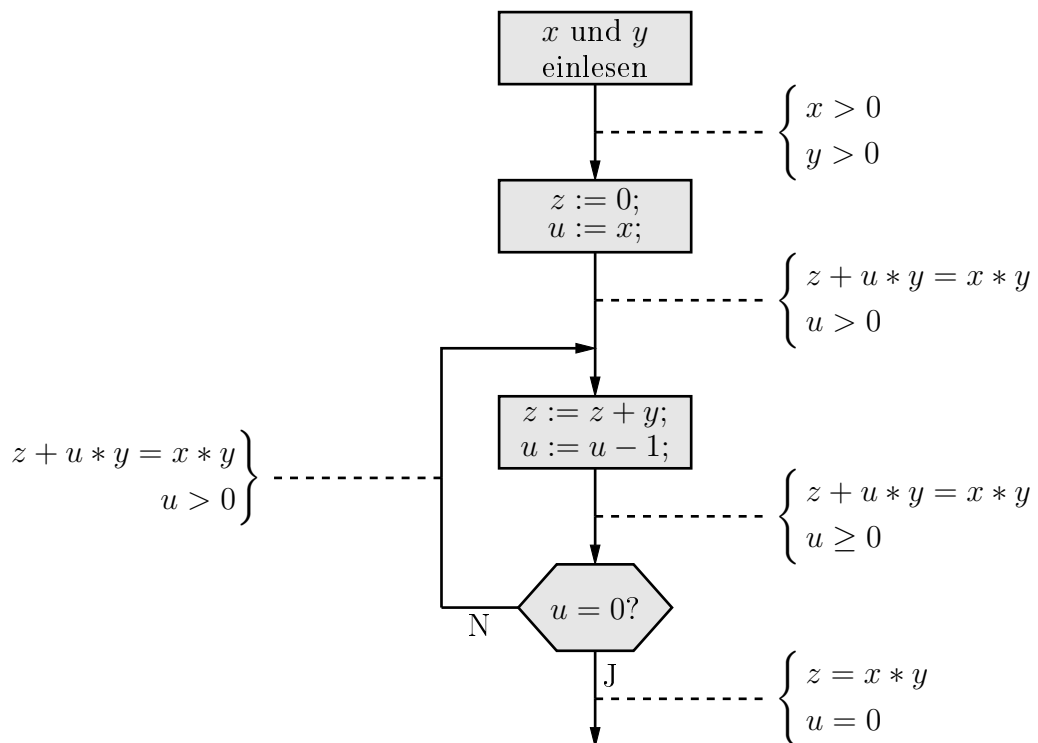 x und y
einlesen
x > 0
y > 0
z := 0;
u := x;
z + u ∗ y = x ∗ y
u > 0
z := z + y;
u := u − 1;
z + u ∗ y = x ∗ y
u > 0
z + u ∗ y = x ∗ y
u ≥ 0
u = 0?
N
J
z = x ∗ y
u = 0